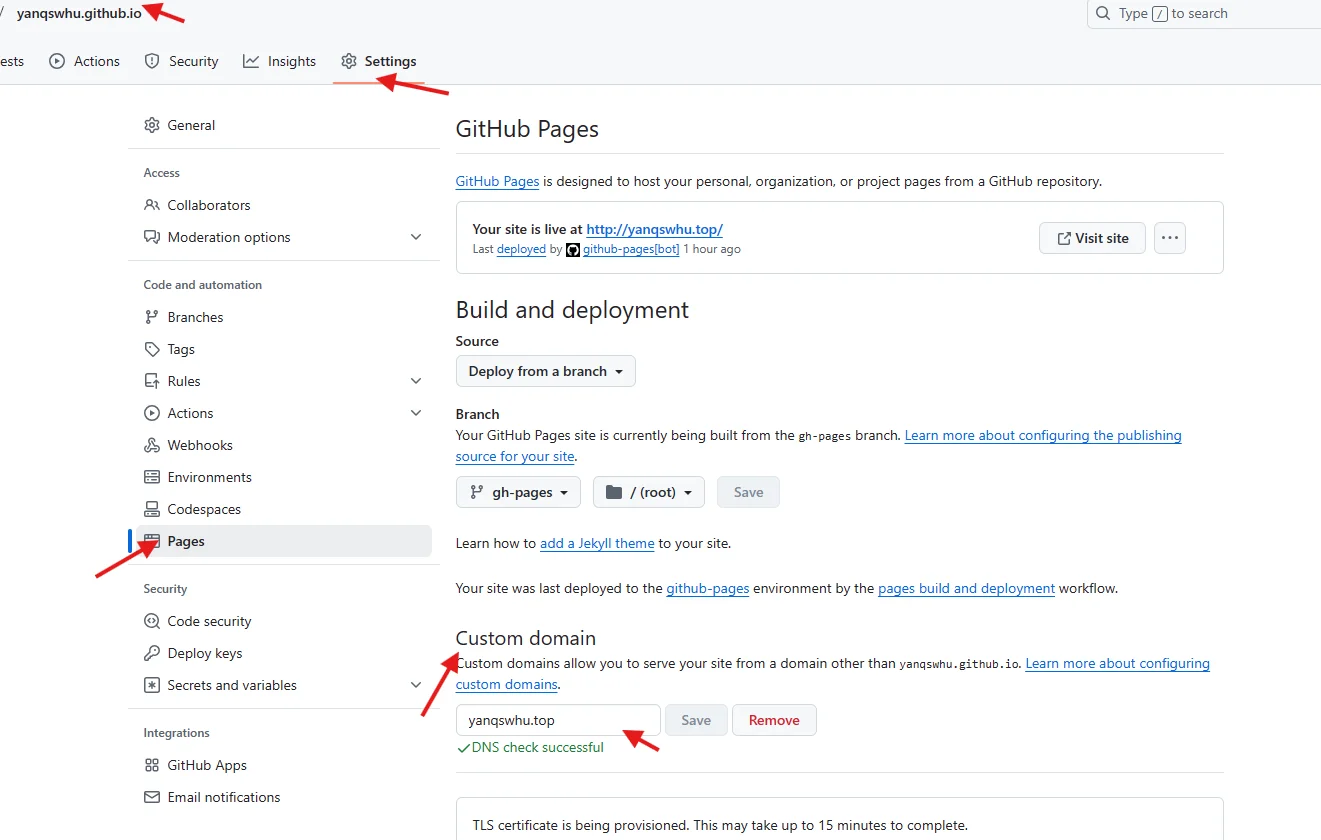 / yanqswhu.github.io
Type / to search
ests Actions Security Insights Settings
General
Access
Collaborators
Moderation options
Code and automation
Branches
Tags
Rules
Actions
Webhooks
Environments
Codespaces
Pages
Security
Code security
Deploy keys
Secrets and variables
Integrations
GitHub Apps
Email notifications
GitHub Pages
GitHub Pages is designed to host your personal, organization, or project pages from a GitHub repository.
Your site is live at http://yanqswhu.top/
Last deployed by github-pages[bot] 1 hour ago
Visit site
Build and deployment
Source
Deploy from a branch
Branch
Your GitHub Pages site is currently being built from the gh-pages branch. Learn more about configuring the publishing
source for your site.
gh-pages / (root) Save
Learn how to add a Jekyll theme to your site.
Your site was last deployed to the github-pages environment by the pages build and deployment workflow.
Custom domain
Custom domains allow you to serve your site from a domain other than yanqswhu.github.io. Learn more about configuring
custom domains.
yanqswhu.top Save Remove
DNS check successful
TLS certificate is being provisioned. This may take up to 15 minutes to complete.